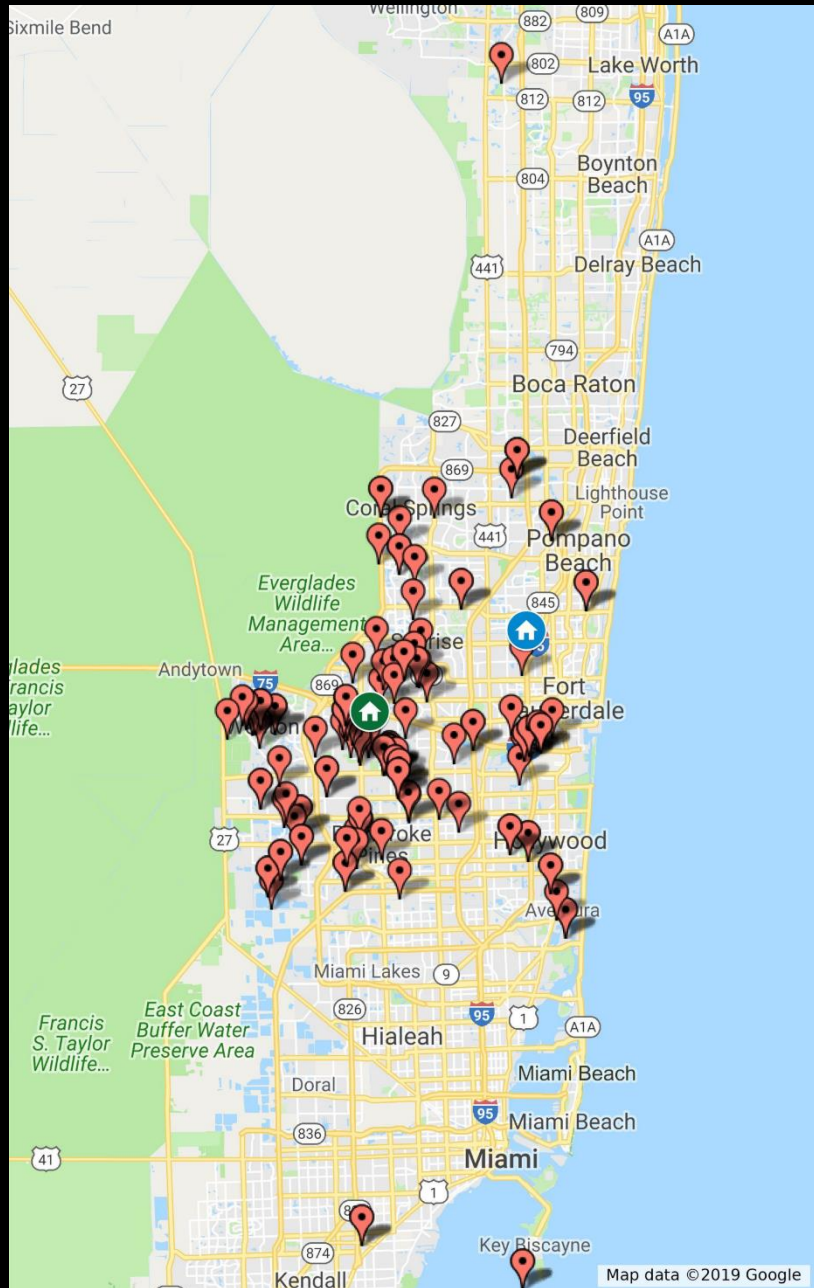 Wellington
882
809
Sixmile Bend
A1A
802
Lake Worth
812
812
95
Boynton
Beach
804
A1A
441
Delray Beach
794
27
Boca Raton
827
Deerfield
Beach
869
Lighthouse
Point
Coral Springs
441
Pompano
Beach
Everglades
Wildlife
Management
Area...
845
Andytown
75
869
Fort
27
Pines
Hollywood
Miami Lakes
9
826
95
1
A1A
East Coast
Buffer Water
Preserve Area
Francis
S. Taylor
Wildlife...
Hialeah
Doral
Miami Beach
95
Miami Beach
836
41
Miami
1
874
Kendall
Key Biscayne
Map data ©2019 Google